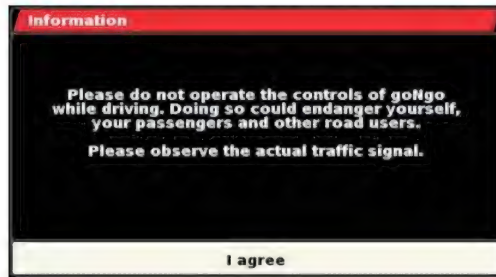 Information
Please do not operate the controls of goNgo
while driving. Doing so could endanger yourself,
your passengers and other road users.
Please observe the actual traffic signal.
I agree